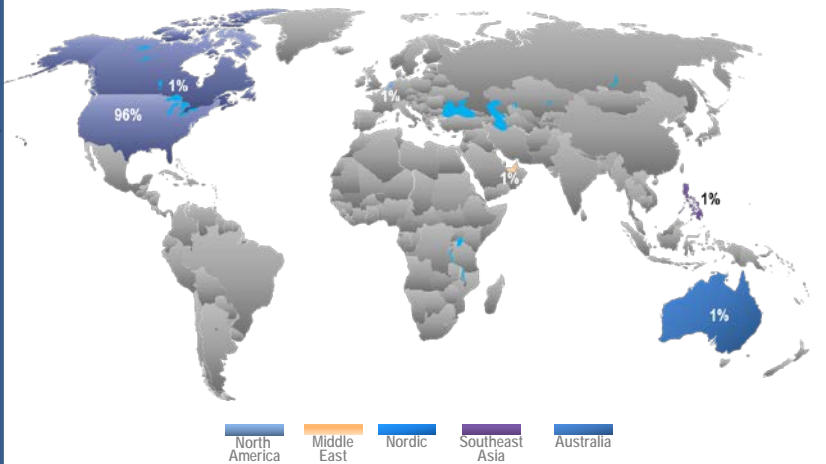 1%
96%
1%
1%
1%
1%
North
America
Middle
East
Nordic
Southeast
Asia
Australia